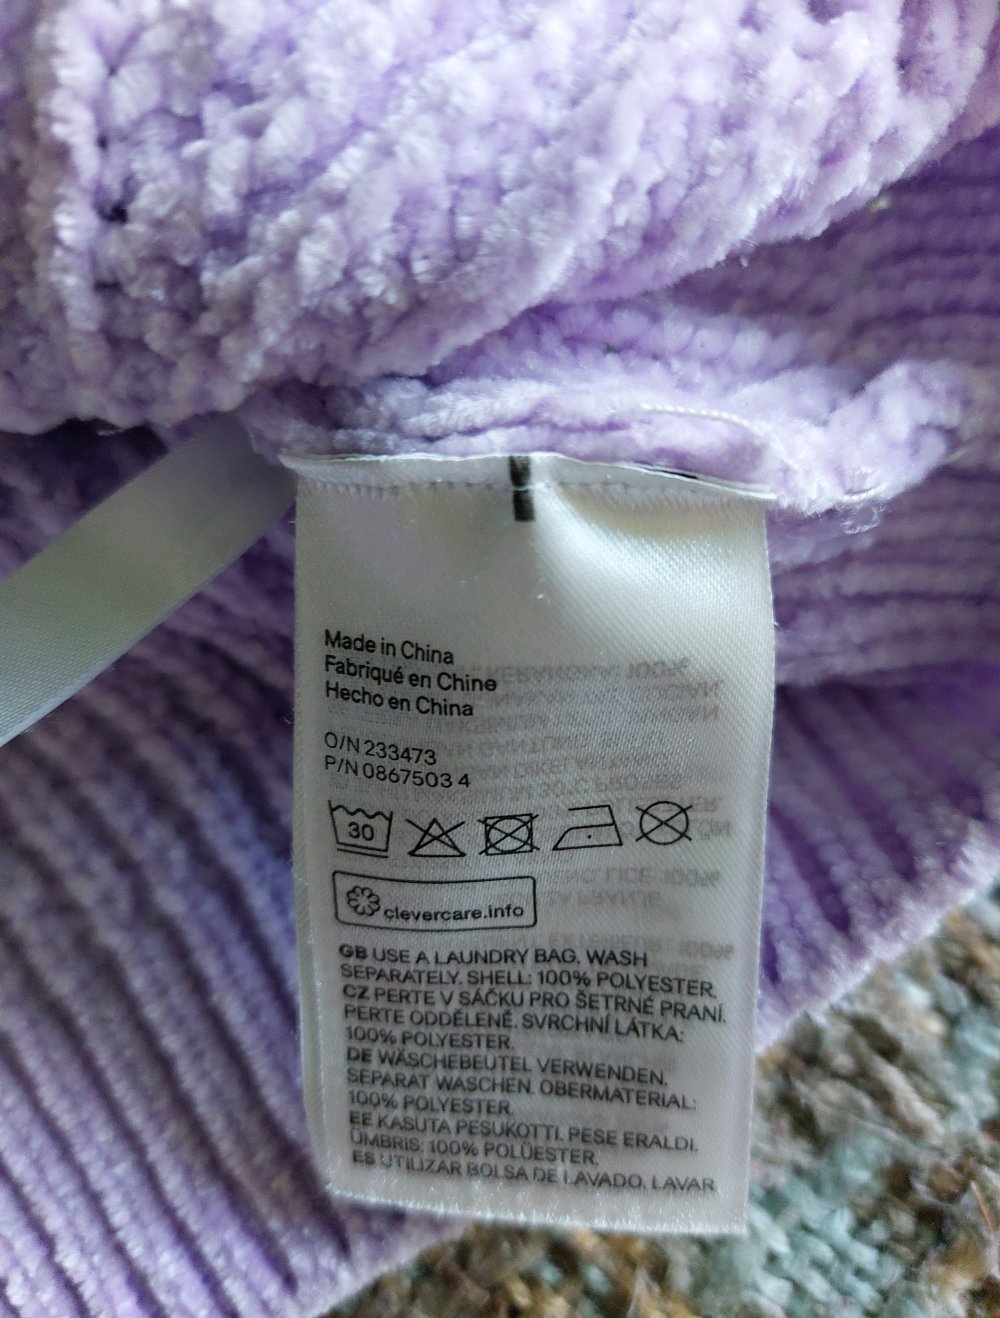 Made in China
Fabriqué en Chine
Hecho en China
O/N 233473
P/N 0867503 4
30
clevercare.info
GB USE A LAUNDRY BAG. WASH
SEPARATELY. SHELL: 100% POLYESTER.
CZ PERTE V SÁČKU PRO ŠETRNÉ PRANÍ.
PERTE ODDĚLENĚ. SVRCHNÍ LÁTKA:
100% POLYESTER.
DE WÄSCHEBEUTEL VERWENDEN.
SEPARAT WASCHEN. OBERMATERIAL:
100% POLYESTER.
EE KASUTA PESUKOTTI. PESE ERALDI.
ÜMBRIS: 100% POLÜESTER.
ES UTILIZAR BOLSA DE LAVADO. LAVAR